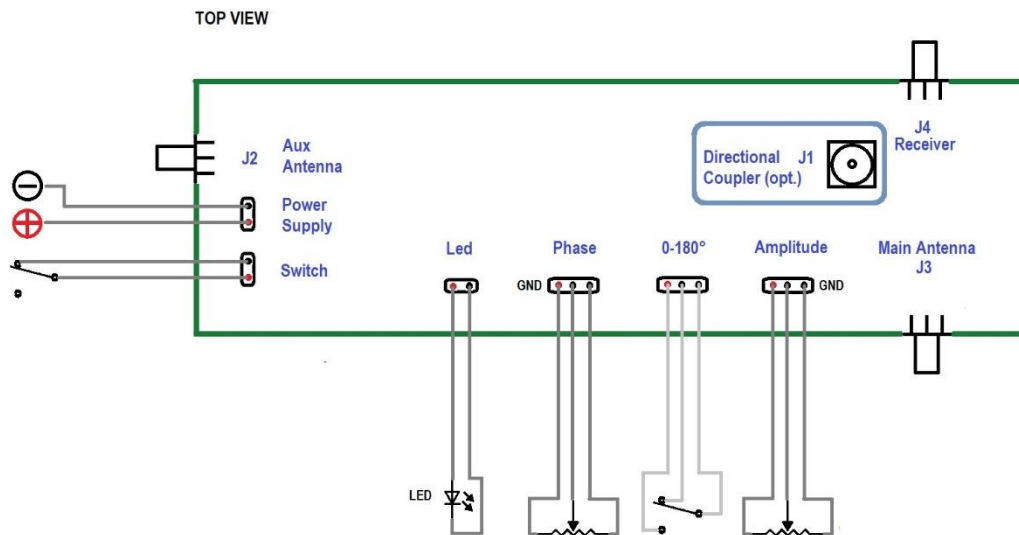 TOP VIEW
J4
Receiver
J2
Aux
Antenna
Directional J1
Coupler (opt.)
Power
Supply
Switch
Led
Phase
0-180°
Amplitude
Main Antenna
J3
GND
GND
LED